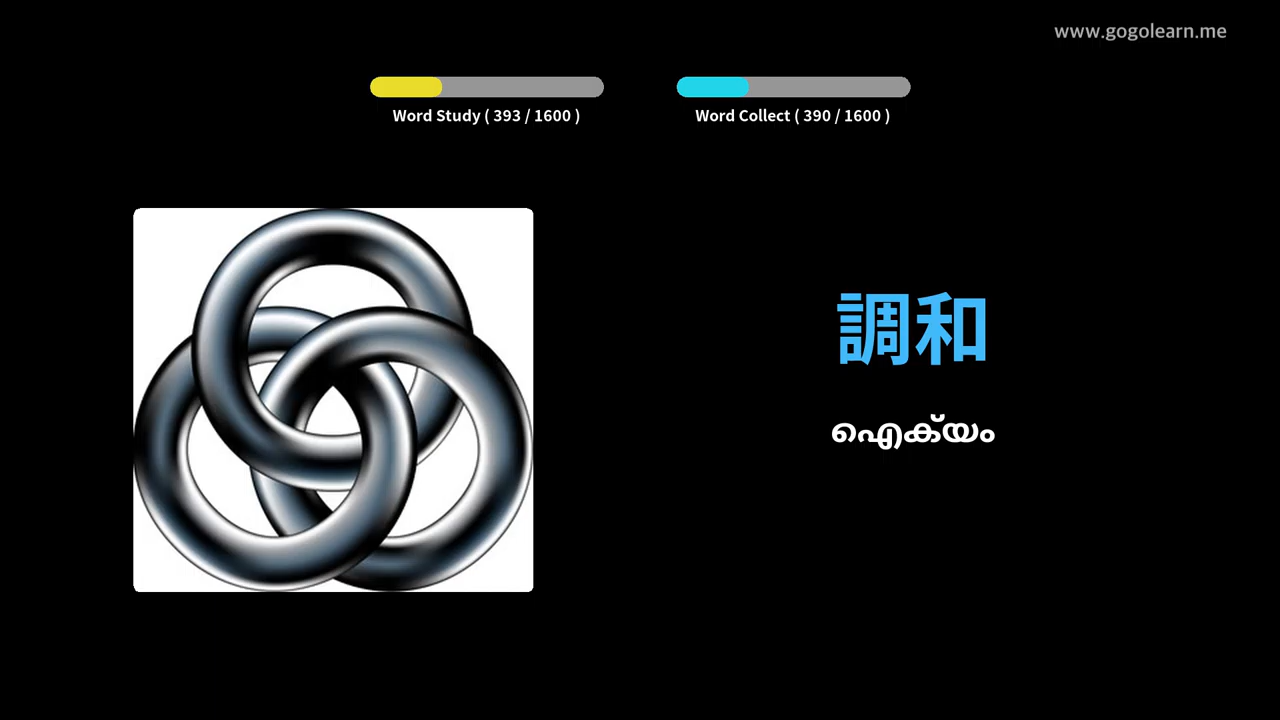 www.gogolearn.me
Word Study ( 393 / 1600 )
Word Collect ( 390 / 1600 )
調和
ഐക്യം